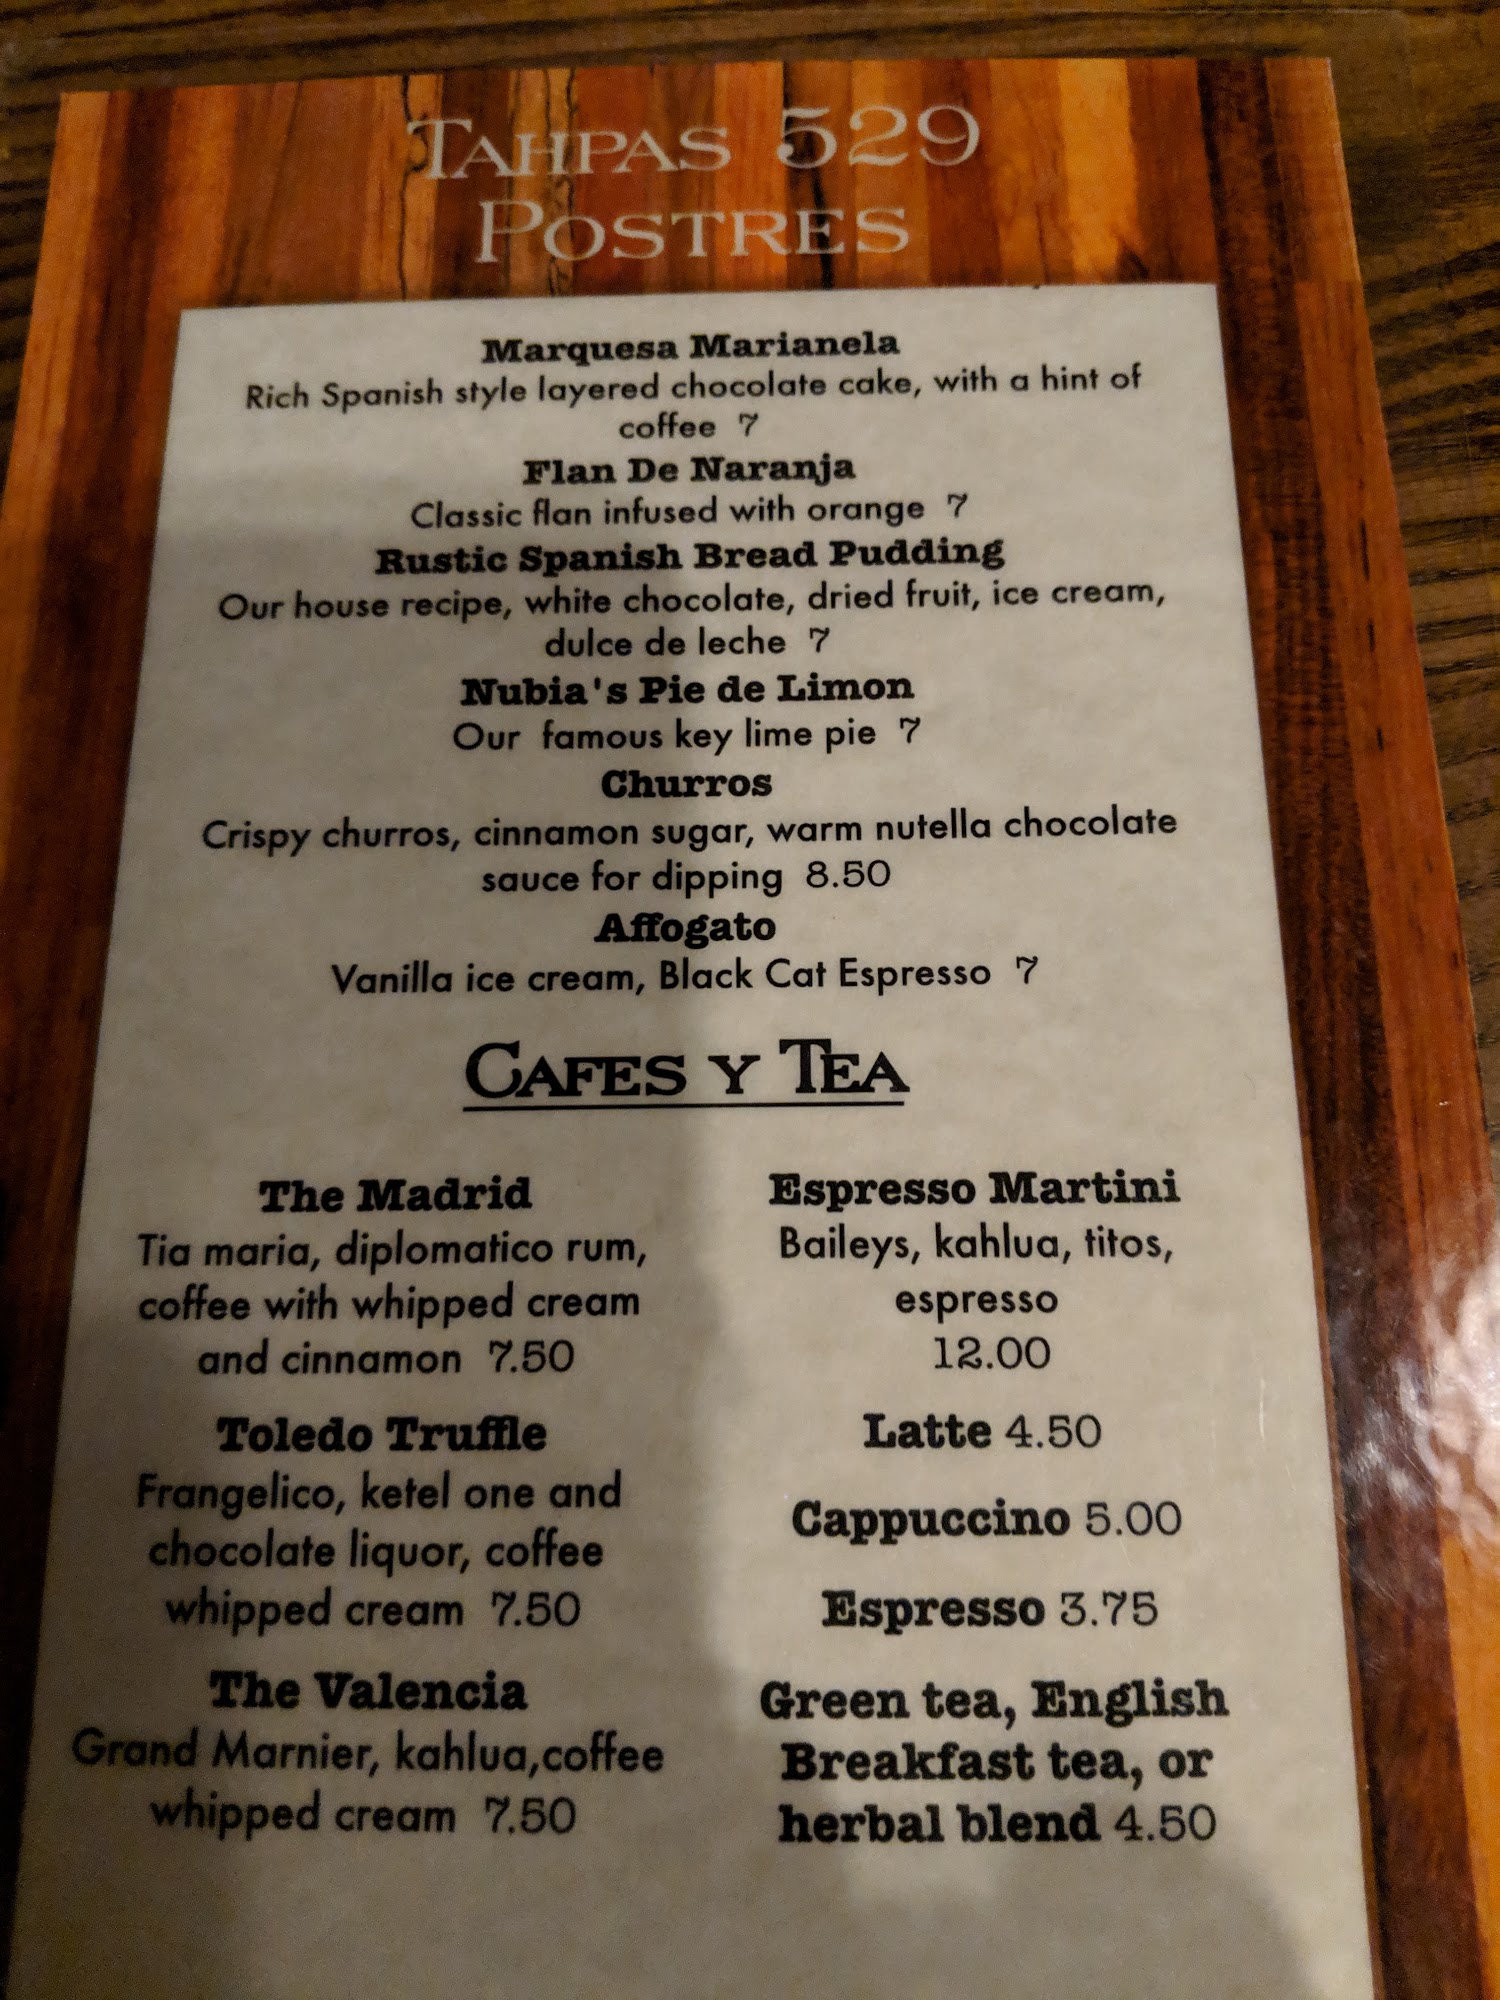 TAHPAS 529
POSTRES
Marquesa Marianela
Rich Spanish style layered chocolate cake, with a hint of
coffee 7
Flan De Naranja
Classic flan infused with orange 7
Rustic Spanish Bread Pudding
Our house recipe, white chocolate, dried fruit, ice cream,
dulce de leche 7
Nubia's Pie de Limon
Our famous key lime pie 7
Churros
Crispy churros, cinnamon sugar, warm nutella chocolate
sauce for dipping 8.50
Affogato
Vanilla ice cream, Black Cat Espresso 7
CAFES Y TEA
The Madrid
Tia maria, diplomatico rum,
coffee with whipped cream
and cinnamon 7.50
Toledo Truffle
Frangelico, ketel one and
chocolate liquor, coffee
whipped cream 7.50
The Valencia
Grand Marnier, kahlua,coffee
whipped cream 7.50
Espresso Martini
Baileys, kahlua, titos,
espresso
12.00
Latte 4.50
Cappuccino 5.00
Espresso 3.75
Green tea, English
Breakfast tea, or
herbal blend 4.50